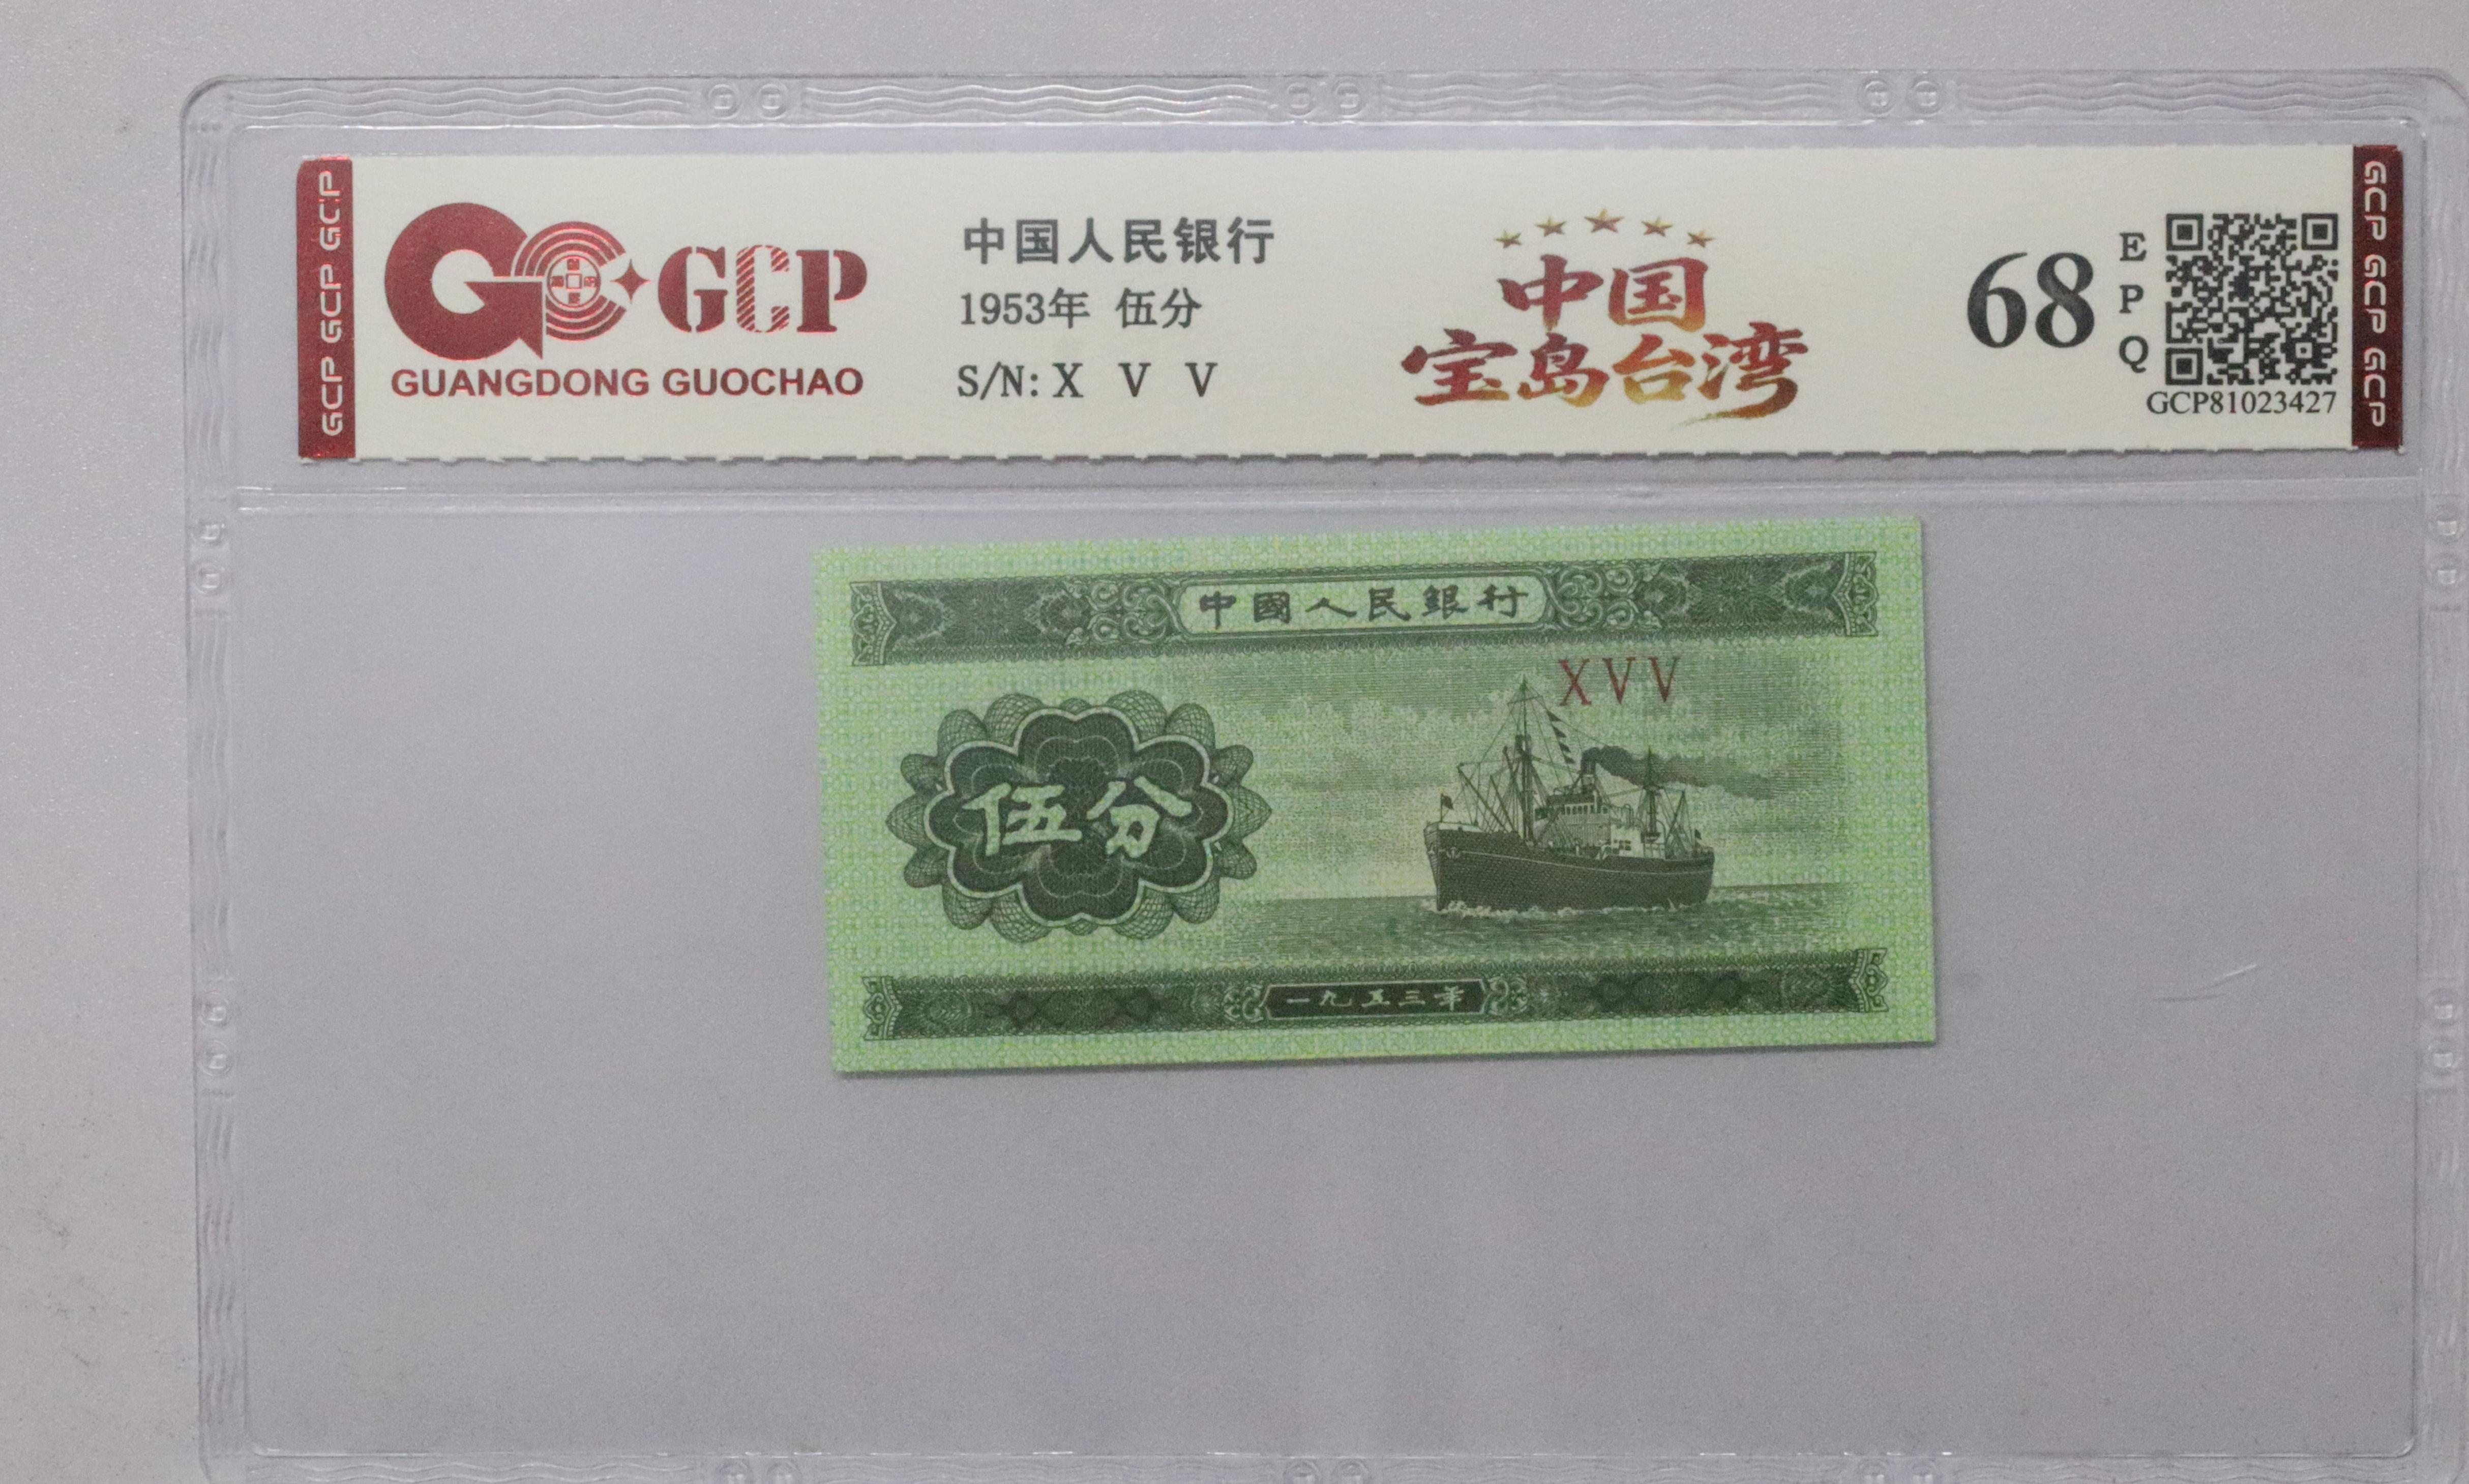 GCP GCP GCP
GCP
GUANGDONG GUOCHAO
中国人民银行
1953年 伍分
S/N: X V V
中国
宝岛台湾
68
E
P
Q
GCP81023427
GCP GCP GCP
中國人民銀行
XVV
伍分
一九五三年